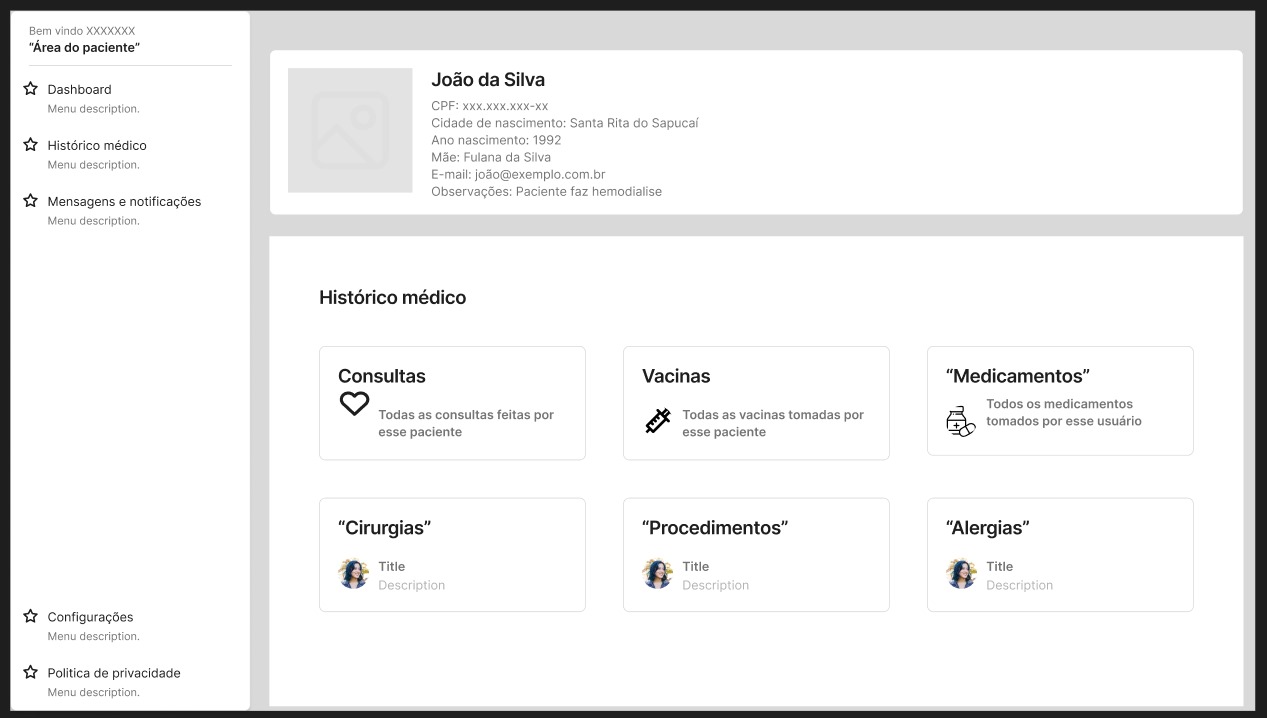 Bem vindo XXXXXXX
“Área do paciente”
Dashboard
Menu description.
Histórico médico
Menu description.
Mensagens e notificações
Menu description.
Configurações
Menu description.
Politica de privacidade
Menu description.
João da Silva
CPF: xxx.xxx.xxx-xx
Cidade de nascimento: Santa Rita do Sapucaí
Ano nascimento: 1992
Mãe: Fulana da Silva
E-mail: joão@exemplo.com.br
Observações: Paciente faz hemodialise
Histórico médico
Consultas
Todas as consultas feitas por
esse paciente
Vacinas
Todas as vacinas tomadas por
esse paciente
“Medicamentos”
Todos os medicamentos
tomados por esse usuário
“Cirurgias”
Title
Description
“Procedimentos”
Title
Description
“Alergias”
Title
Description